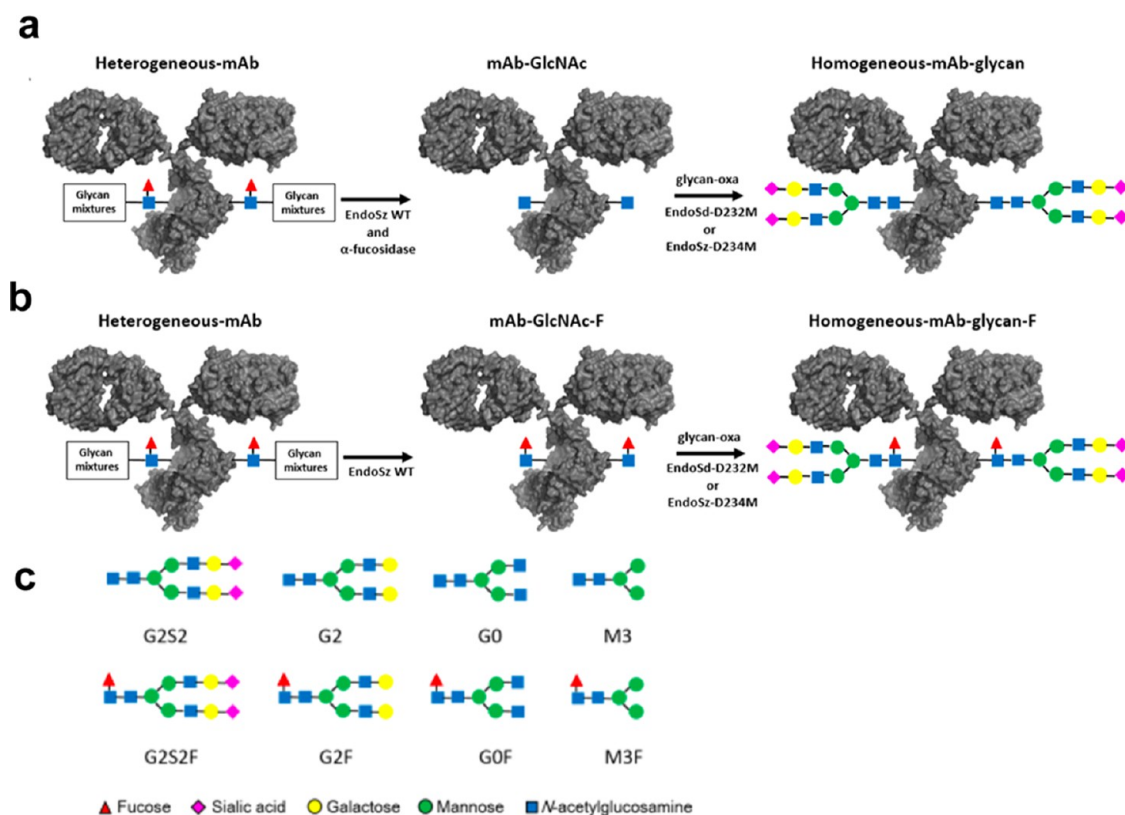 a
Heterogeneous-mAb
mAb-GlcNAc
Homogeneous-mAb-glycan
Glycan
mixtures
Glycan
mixtures
EndoSz WT
and
α-fucosidase
glycan-oxa
EndoSd-D232M
or
EndoSz-D234M
b
Heterogeneous-mAb
mAb-GlcNAc-F
Homogeneous-mAb-glycan-F
Glycan
mixtures
Glycan
mixtures
EndoSz WT
glycan-oxa
EndoSd-D232M
or
EndoSz-D234M
c
G2S2
G2
G0
M3
G2S2F
G2F
G0F
M3F
Fucose
Sialic acid
Galactose
Mannose
N-acetylglucosamine